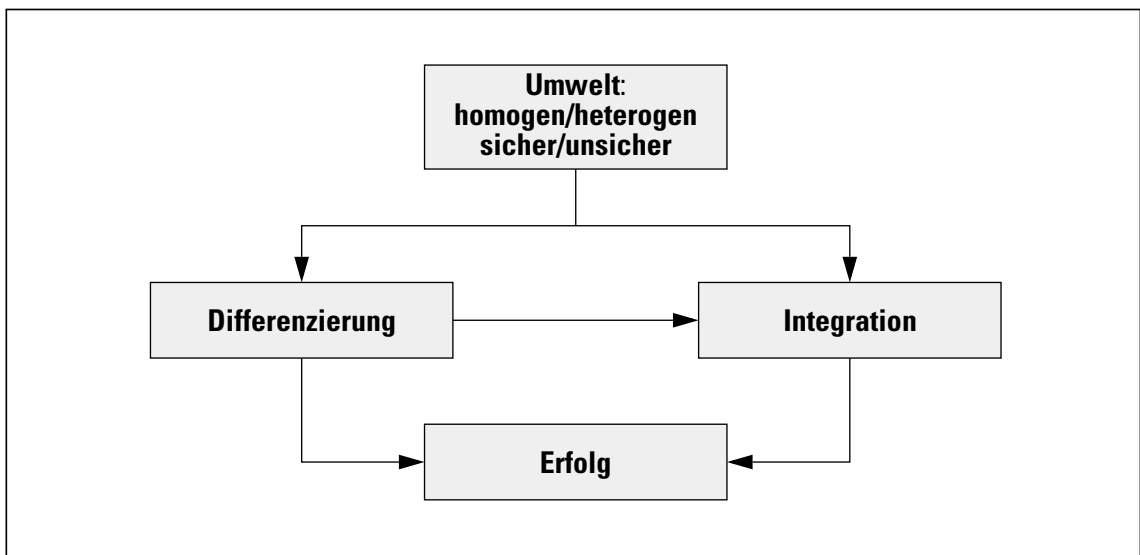 Umwelt:
homogen/heterogen
sicher/unsicher
Differenzierung
Integration
Erfolg